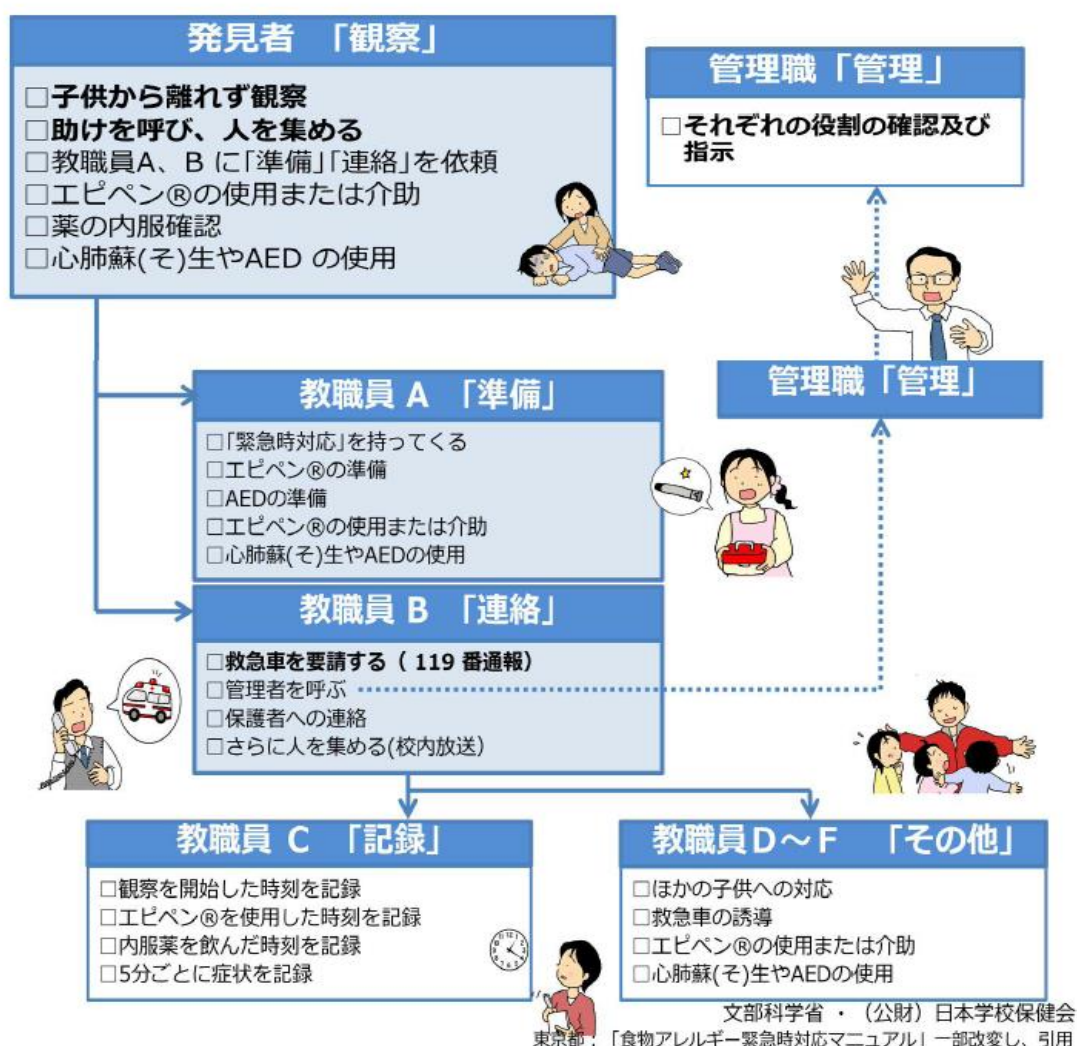 発見者 「観察」
□子供から離れず観察
□助けを呼び、人を集める
□教職員A、B に「準備」「連絡」を依頼
□エピペン®の使用または介助
□薬の内服確認
□心肺蘇(そ)生やAED の使用
管理職「管理」
□それぞれの役割の確認及び
指示
管理職「管理」
教職員 A 「準備」
□「緊急時対応」を持ってくる
□エピペン®の準備
□AEDの準備
□エピペン®の使用または介助
□心肺蘇(そ)生やAEDの使用
教職員 B 「連絡」
□救急車を要請する（ 119 番通報）
□管理者を呼ぶ
□保護者への連絡
□さらに人を集める(校内放送）
教職員 C 「記録」
□観察を開始した時刻を記録
□エピペン®を使用した時刻を記録
□内服薬を飲んだ時刻を記録
□5分ごとに症状を記録
教職員D～F 「その他」
□ほかの子供への対応
□救急車の誘導
□エピペン®の使用または介助
□心肺蘇(そ)生やAEDの使用
文部科学省 ・ （公財）日本学校保健会
東京都：「食物アレルギー緊急時対応マニュアル」一部改変し、引用